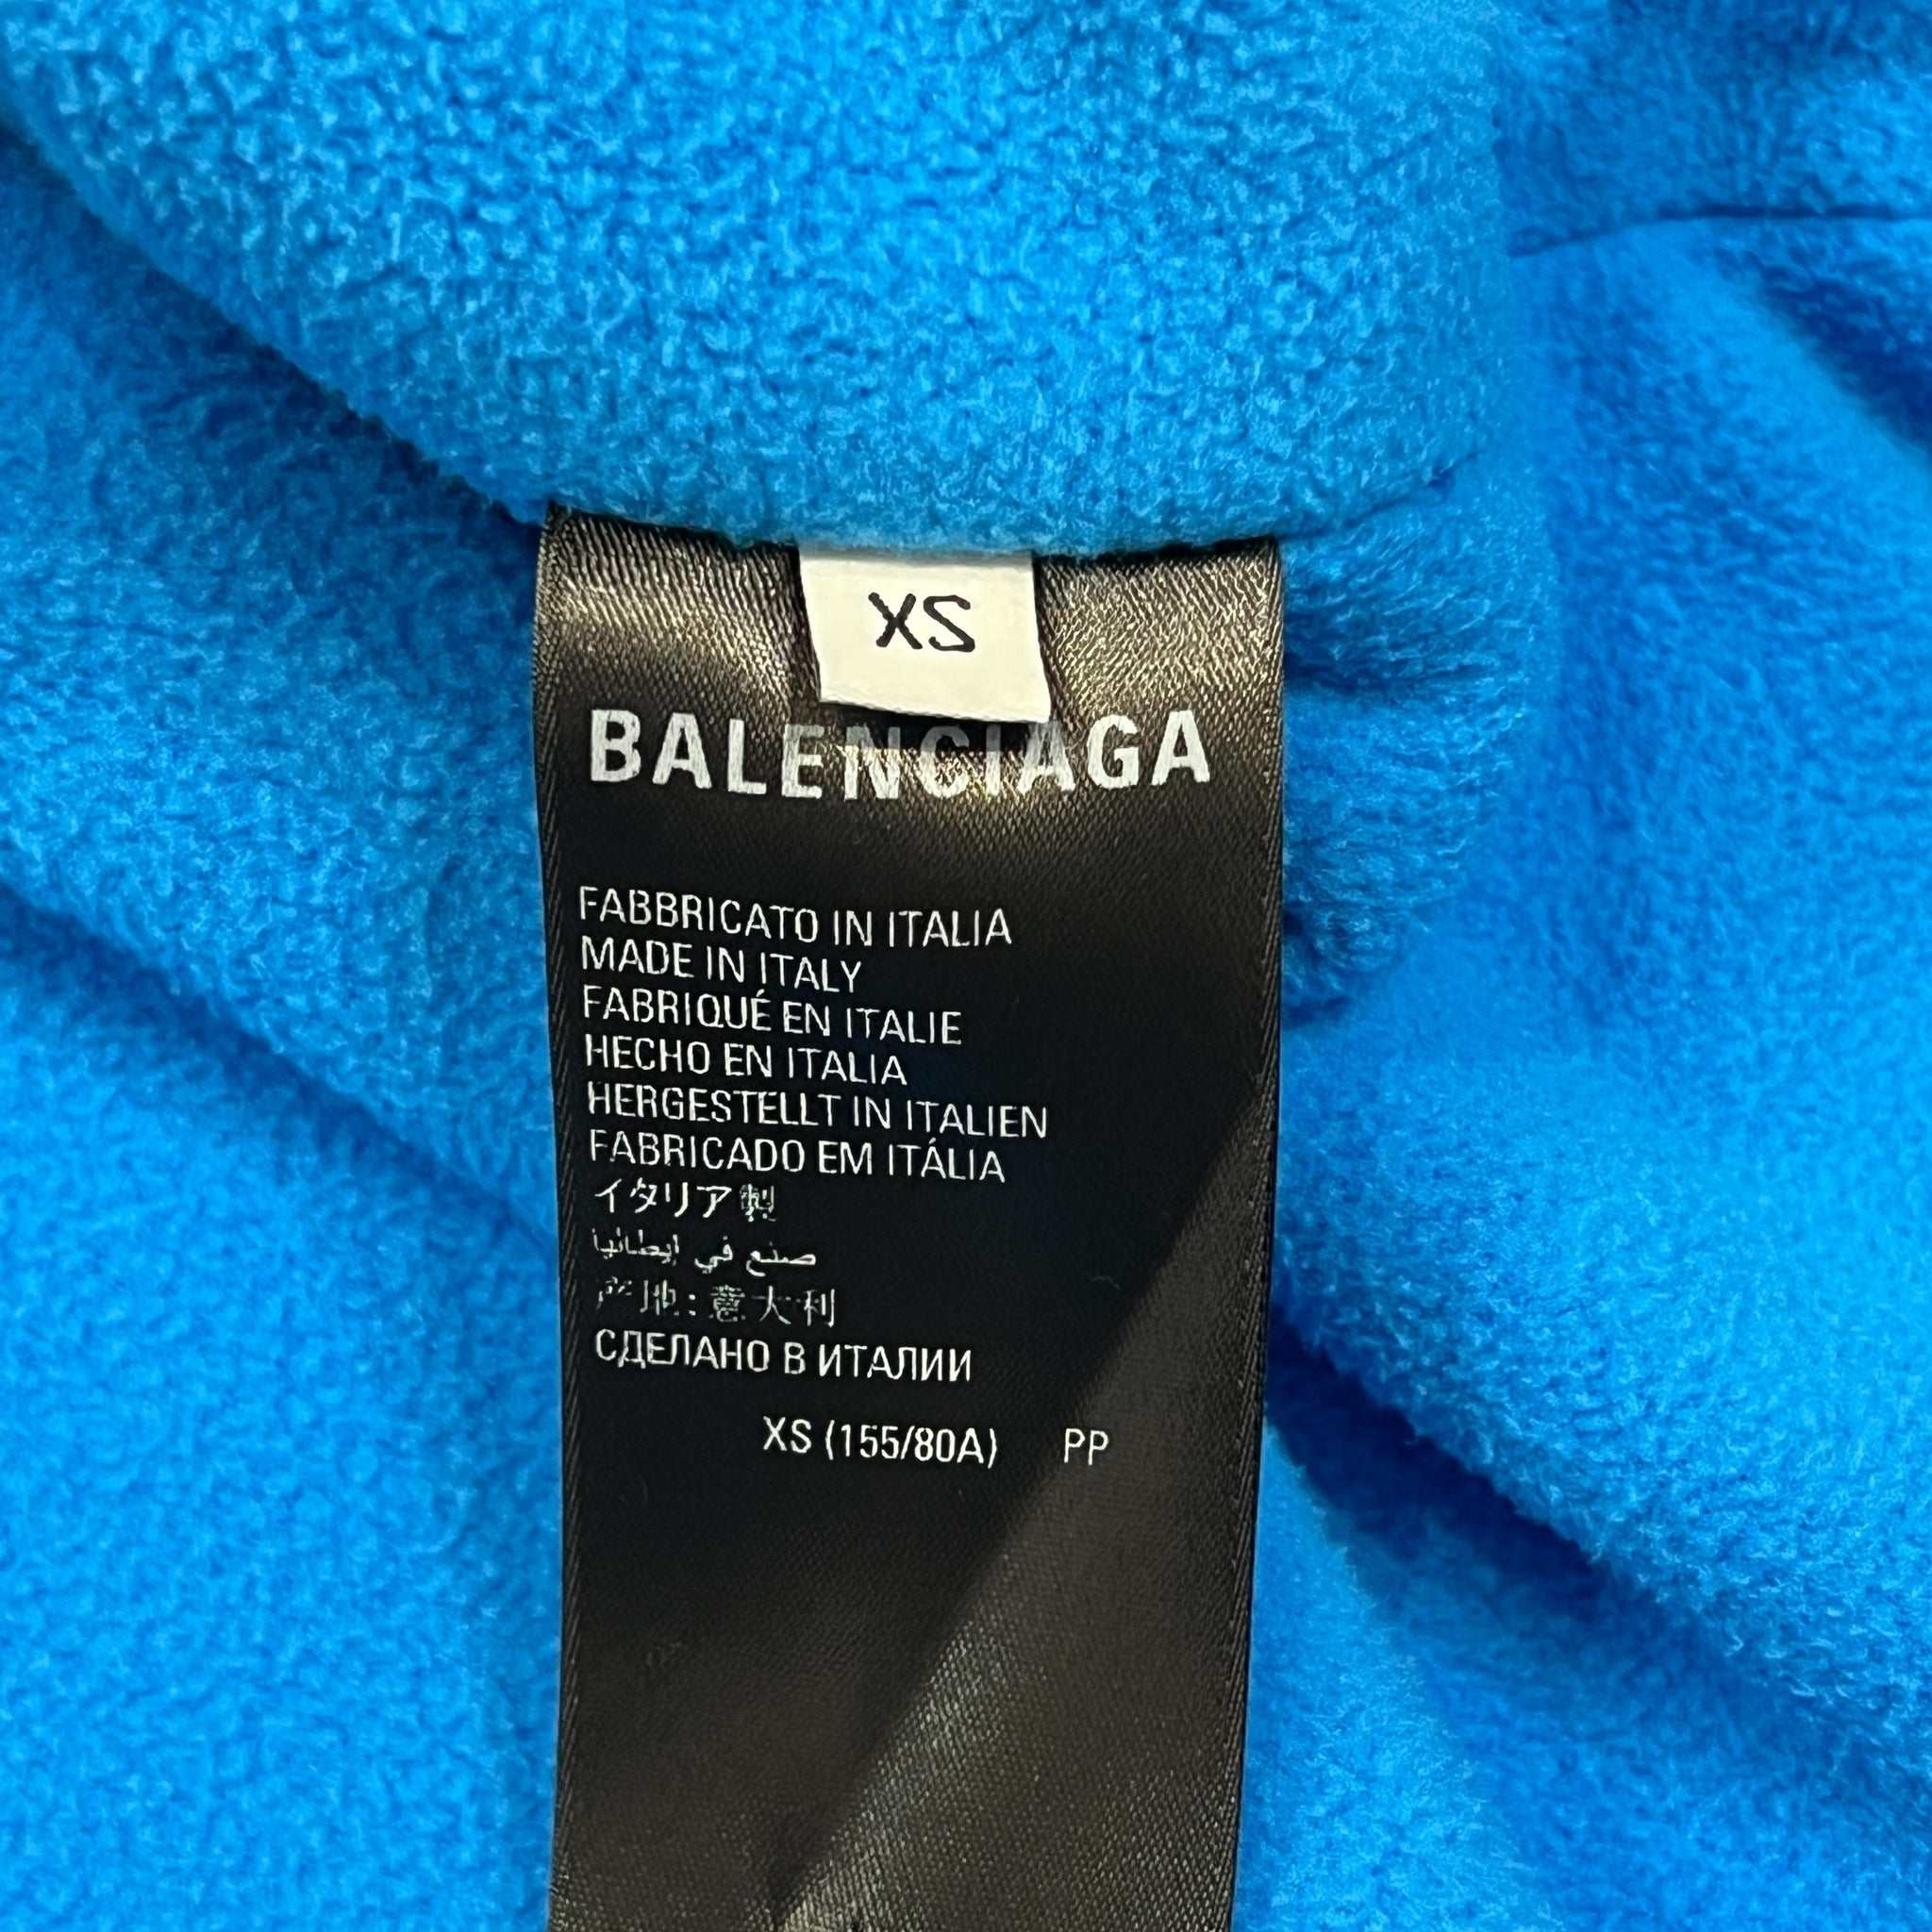 XS
BALENCIAGA
FABBRICATO IN ITALIA
MADE IN ITALY
FABRIQUÉ EN ITALIE
HECHO EN ITALIA
HERGESTELLT IN ITALIEN
FABRICADO EM ITÁLIA
イタリア製
صنع في إيطانيا
产地:意大利
СДЕЛАНО В ИТАЛИИ
XS (155/80A) PP